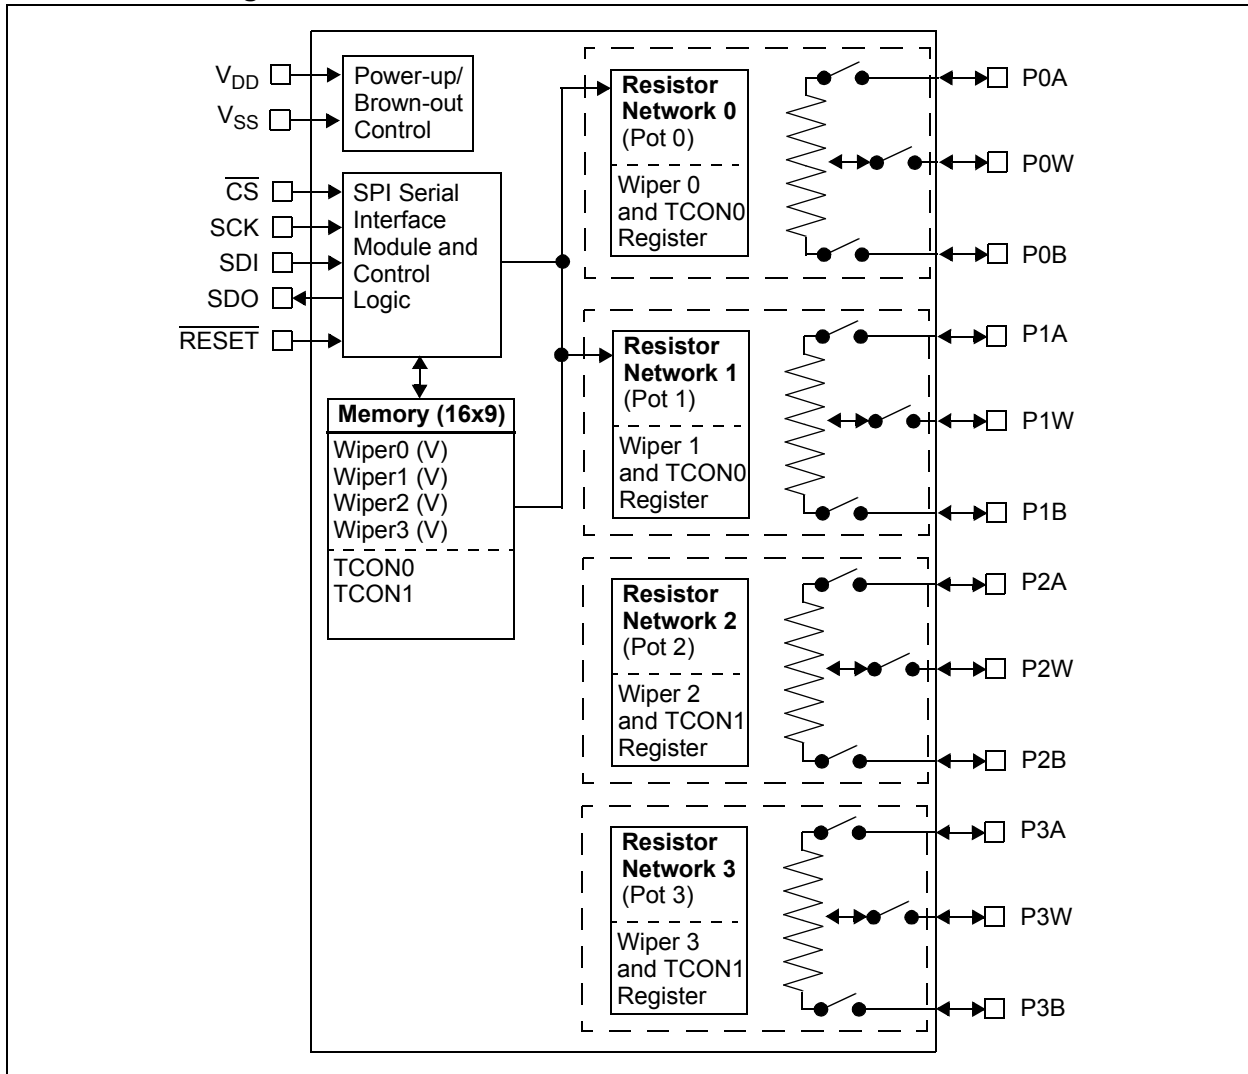 V_DD
V_SS
Power-up/
Brown-out
Control
CS
SCK
SDI
SDO
RESET
SPI Serial
Interface
Module and
Control
Logic
Memory (16x9)
Wiper0 (V)
Wiper1 (V)
Wiper2 (V)
Wiper3 (V)
TCON0
TCON1
Resistor
Network 0
(Pot 0)
Wiper 0
and TCON0
Register
P0A
P0W
P0B
Resistor
Network 1
(Pot 1)
Wiper 1
and TCON0
Register
P1A
P1W
P1B
Resistor
Network 2
(Pot 2)
Wiper 2
and TCON1
Register
P2A
P2W
P2B
Resistor
Network 3
(Pot 3)
Wiper 3
and TCON1
Register
P3A
P3W
P3B